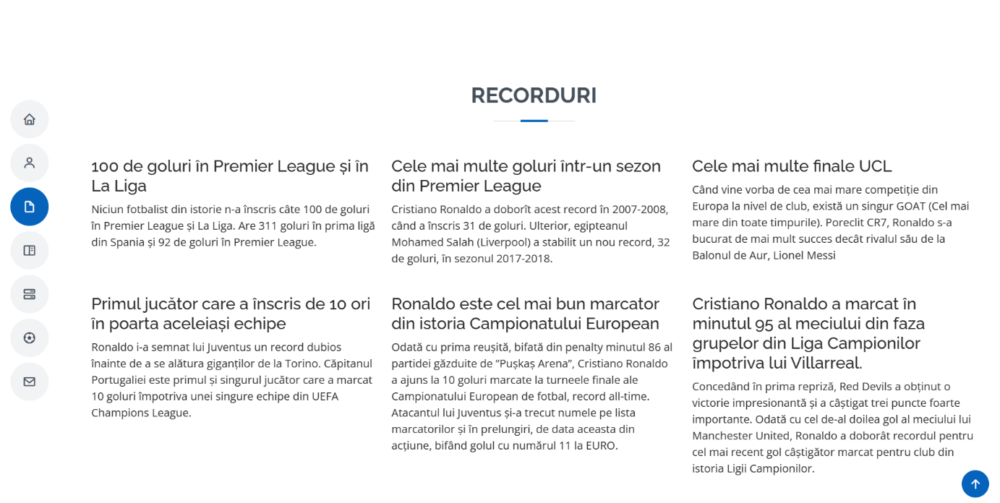 RECORDURI
100 de goluri în Premier League și în
La Liga
Niciun fotbalist din istorie n-a înscris câte 100 de goluri
în Premier League și La Liga. Are 311 goluri în prima ligă
din Spania și 92 de goluri în Premier League.
Cele mai multe goluri într-un sezon
din Premier League
Cristiano Ronaldo a doborît acest record în 2007-2008,
când a înscris 31 de goluri. Ulterior, egipteanul
Mohamed Salah (Liverpool) a stabilit un nou record, 32
de goluri, în sezonul 2017-2018.
Cele mai multe finale UCL
Când vine vorba de cea mai mare competiție din
Europa la nivel de club, există un singur GOAT (Cel mai
mare din toate timpurile). Poreclit CR7, Ronaldo s-a
bucurat de mai mult succes decât rivalul său de la
Balonul de Aur, Lionel Messi
Primul jucător care a înscris de 10 ori
în poarta aceleiași echipe
Ronaldo i-a semnat lui Juventus un record dubios
înainte de a se alătura giganților de la Torino. Căpitanul
Portugaliei este primul și singurul jucător care a marcat
10 goluri împotriva unei singure echipe din UEFA
Champions League.
Ronaldo este cel mai bun marcator
din istoria Campionatului European
Odată cu prima reușită, bifată din penalty minutul 86 al
partidei găzduite de ”Pușkaș Arena”, Cristiano Ronaldo
a ajuns la 10 goluri marcate la turneele finale ale
Campionatului European de fotbal, record all-time.
Atacantul lui Juventus și-a trecut numele pe lista
marcatorilor și în prelungiri, de data aceasta din
acțiune, bifând golul cu numărul 11 la EURO.
Cristiano Ronaldo a marcat în
minutul 95 al meciului din faza
grupelor din Liga Campionilor
împotriva lui Villarreal.
Concedând în prima repriză, Red Devils a obținut o
victorie impresionantă și a câștigat trei puncte foarte
importante. Odată cu cel de-al doilea gol al meciului lui
Manchester United, Ronaldo a doborât recordul pentru
cel mai recent gol câștigător marcat pentru club din
istoria Ligii Campionilor.